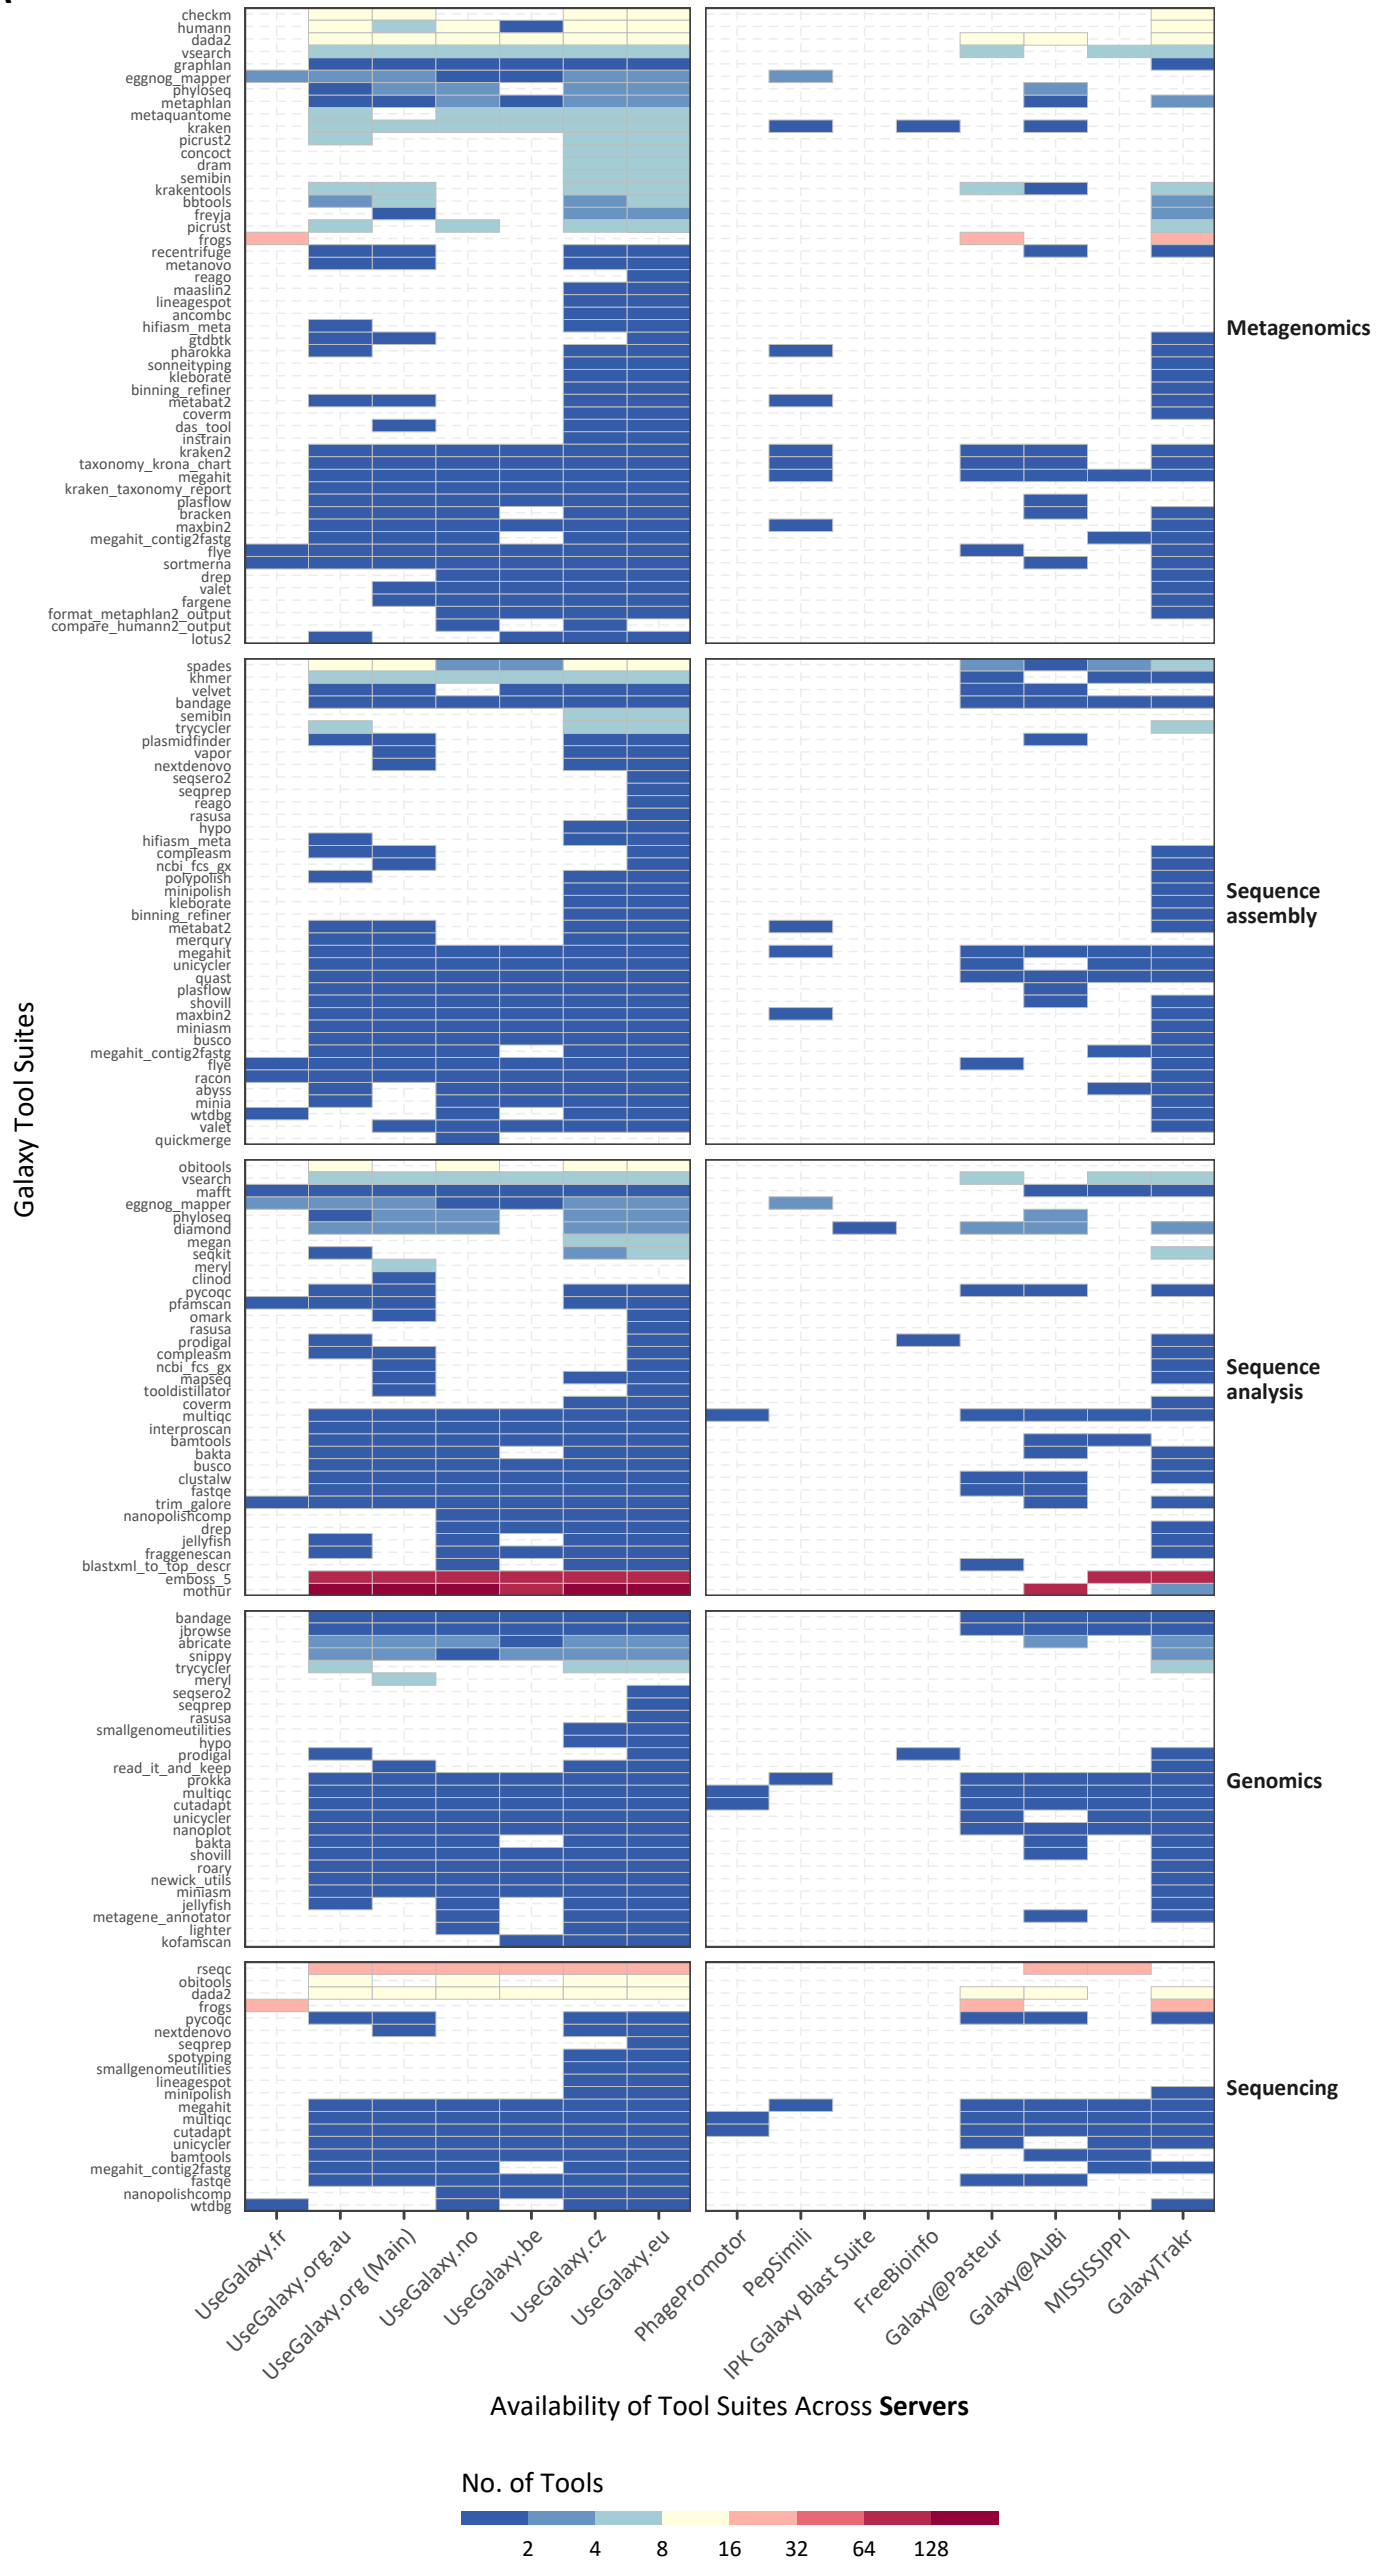 checkm
humann
dada2
vsearch
graphlan
eggnog_mapper
phyloseq
metaphlan
metaquantome
kraken
picrust2
concoct
dram
semibin
krakentools
bbtools
freyja
picrust
frogs
recentrifuge
metanovo
reago
maaslin2
lineagespot
ancombc
hifiasm_meta
gtdbtk
pharokka
sonneityping
kleborate
binning_refiner
metabat2
coverm
das_tool
instrain
kraken2
taxonomy_krona_chart
megahit
kraken_taxonomy_report
plasflow
bracken
maxbin2
megahit_contig2fastg
flye
sortmerna
drep
valet
fargene
format_metaphlan2_output
compare_humann2_output
lotus2
Metagenomics
spades
khmer
velvet
bandage
semibin
trycycler
plasmidfinder
vapor
nextdenovo
seqsero2
seqprep
reago
rasusa
hypo
hifiasm_meta
compleasm
ncbi_fcs_gx
polypolish
minipolish
kleborate
binning_refiner
metabat2
merqury
megahit
unicycler
quast
plasflow
shovill
maxbin2
miniasm
busco
megahit_contig2fastg
flye
racon
abyss
minia
wtdbg
valet
quickmerge
Sequence
assembly
Galaxy Tool Suites
obitools
vsearch
mafft
eggnog_mapper
phyloseq
diamond
megan
seqkit
meryl
clinod
pycoqc
pfamscan
omark
rasusa
prodigal
compleasm
ncbi_fcs_gx
mapseq
tooldistillator
coverm
multiqc
interproscan
bamtools
bakta
busco
clustalw
fastqe
trim_galore
nanopolishcomp
drep
jellyfish
fraggenescan
blastxml_to_top_descr
emboss_5
mothur
Sequence
analysis
bandage
jbrowse
abricate
snippy
trycycler
meryl
seqsero2
seqprep
rasusa
smallgenomeutilities
hypo
prodigal
read_it_and_keep
prokka
multiqc
cutadapt
unicycler
nanoplot
bakta
shovill
roary
newick_utils
miniasm
jellyfish
metagene_annotator
lighter
kofamscan
Genomics
rseqc
obitools
dada2
frogs
pycoqc
nextdenovo
seqprep
spotyping
smallgenomeutilities
lineagespot
minipolish
megahit
multiqc
cutadapt
unicycler
bamtools
megahit_contig2fastg
fastqe
nanopolishcomp
wtdbg
Sequencing
UseGalaxy.fr
UseGalaxy.org.au
UseGalaxy.org (Main)
UseGalaxy.no
UseGalaxy.be
UseGalaxy.cz
UseGalaxy.eu
PhagePromotor
PepSimili
IPK Galaxy Blast Suite
FreeBioinfo
Galaxy@Pasteur
Galaxy@AuBi
MISSISSIPPI
GalaxyTrakr
Availability of Tool Suites Across Servers
No. of Tools
2 4 8 16 32 64 128